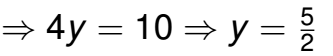 ⇒ 4y = 10 ⇒ y = 5/2